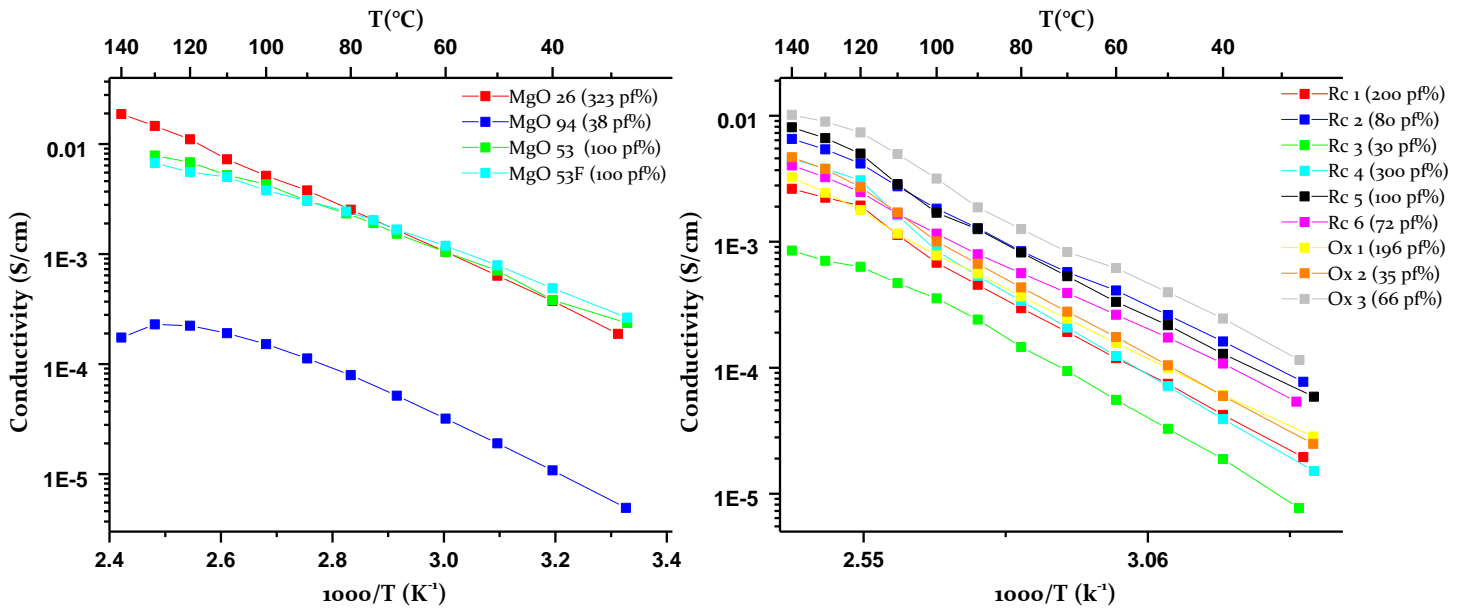 T(°C)
140 120 100 80 60 40
MgO 26 (323 pf%)
MgO 94 (38 pf%)
MgO 53 (100 pf%)
MgO 53F (100 pf%)
0.01
1E-3
1E-4
1E-5
Conductivity (S/cm)
2.4 2.6 2.8 3.0 3.2 3.4
1000/T (K⁻¹)
T(°C)
140 120 100 80 60 40
Rc 1 (200 pf%)
Rc 2 (80 pf%)
Rc 3 (30 pf%)
Rc 4 (300 pf%)
Rc 5 (100 pf%)
Rc 6 (72 pf%)
Ox 1 (196 pf%)
Ox 2 (35 pf%)
Ox 3 (66 pf%)
0.01
1E-3
1E-4
1E-5
Conductivity (S/cm)
2.55 3.06
1000/T (k⁻¹)